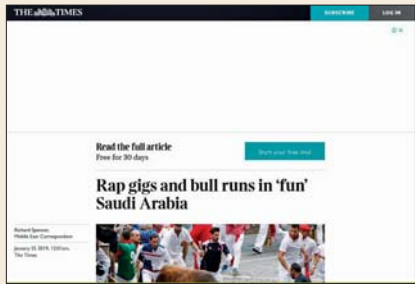 THE TIMES
SUBSCRIBE
LOG IN
Read the full article
Free for 30 days
Start your free trial
Rap gigs and bull runs in ‘fun’
Saudi Arabia
Richard Spencer,
Middle East Correspondent
The Times